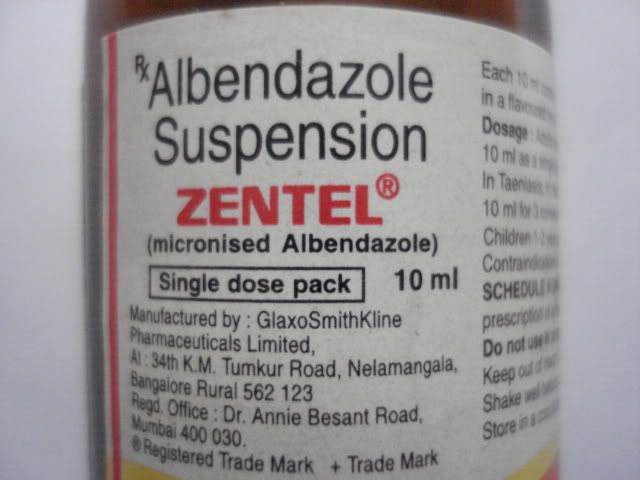 Rx Albendazole
Suspension
ZENTEL®
(micronised Albendazole)
Single dose pack 10 ml
Manufactured by : GlaxoSmithKline
Pharmaceuticals Limited,
At : 34th K.M. Tumkur Road, Nelamangala,
Bangalore Rural 562 123
Regd. Office : Dr. Annie Besant Road,
Mumbai 400 030.
® Registered Trade Mark + Trade Mark
Each 10 ml
in a flavoured
Dosage :
10 ml as a
In Taeniasis,
10 ml for 3
Children 1-2
SCHEDULE
prescription of
Do not use
Keep out of
Shake well
Store in a